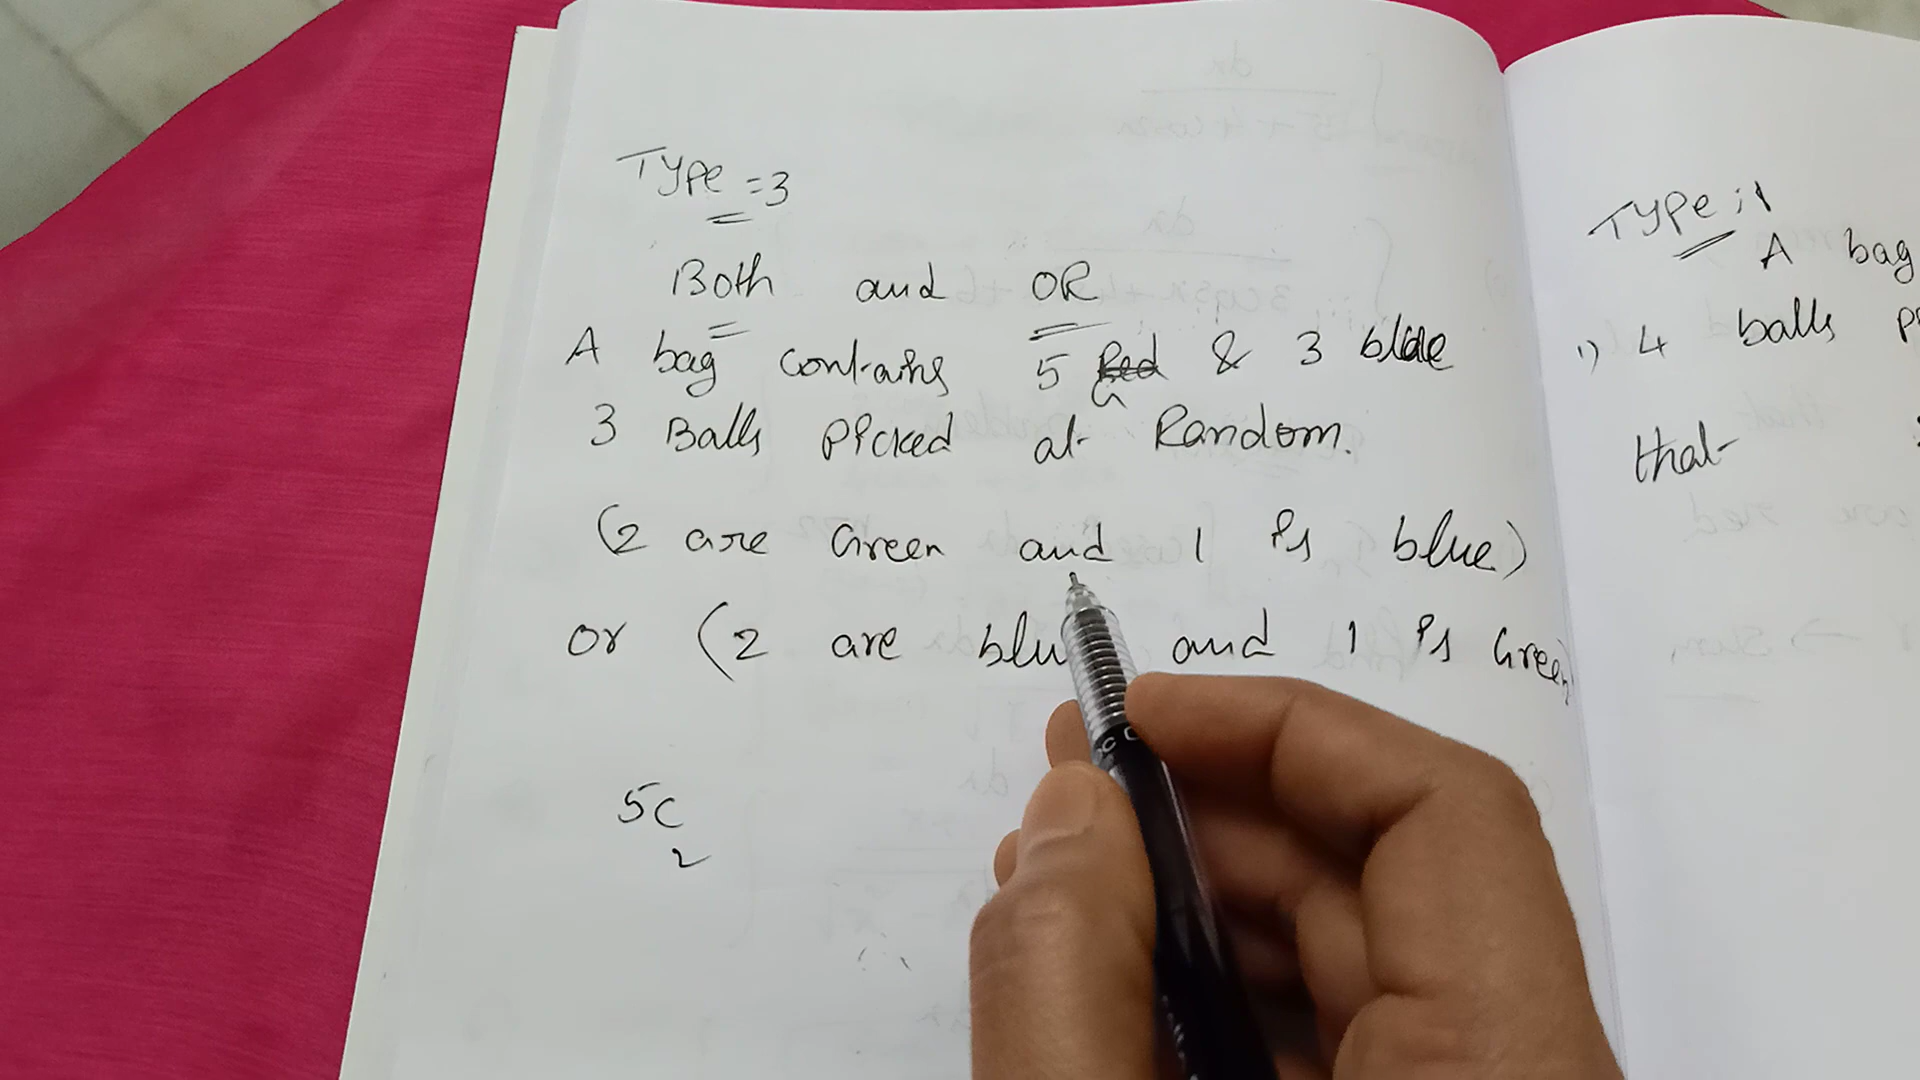 Type =3
Both and OR
A bag contains 5 G & 3 blue
3 Balls Picked at Random.
(2 are Green and 1 is blue)
or (2 are blu and 1 is Green)
5C
2
Type :1
A bag
1) 4 balls
that